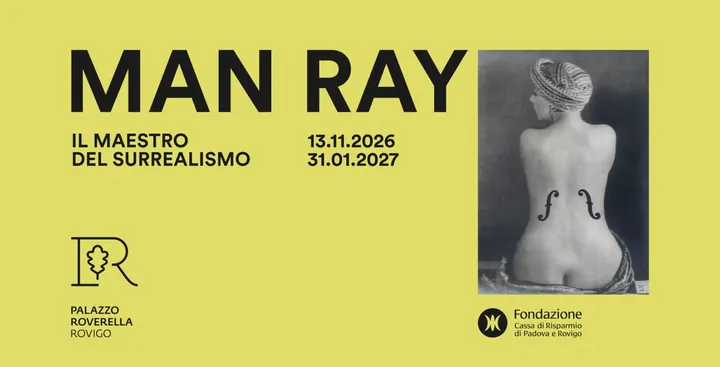 MAN RAY
IL MAESTRO
DEL SURREALISMO
13.11.2026
31.01.2027
R
PALAZZO
ROVERELLA
ROVIGO
Fondazione
Cassa di Risparmio
di Padova e Rovigo